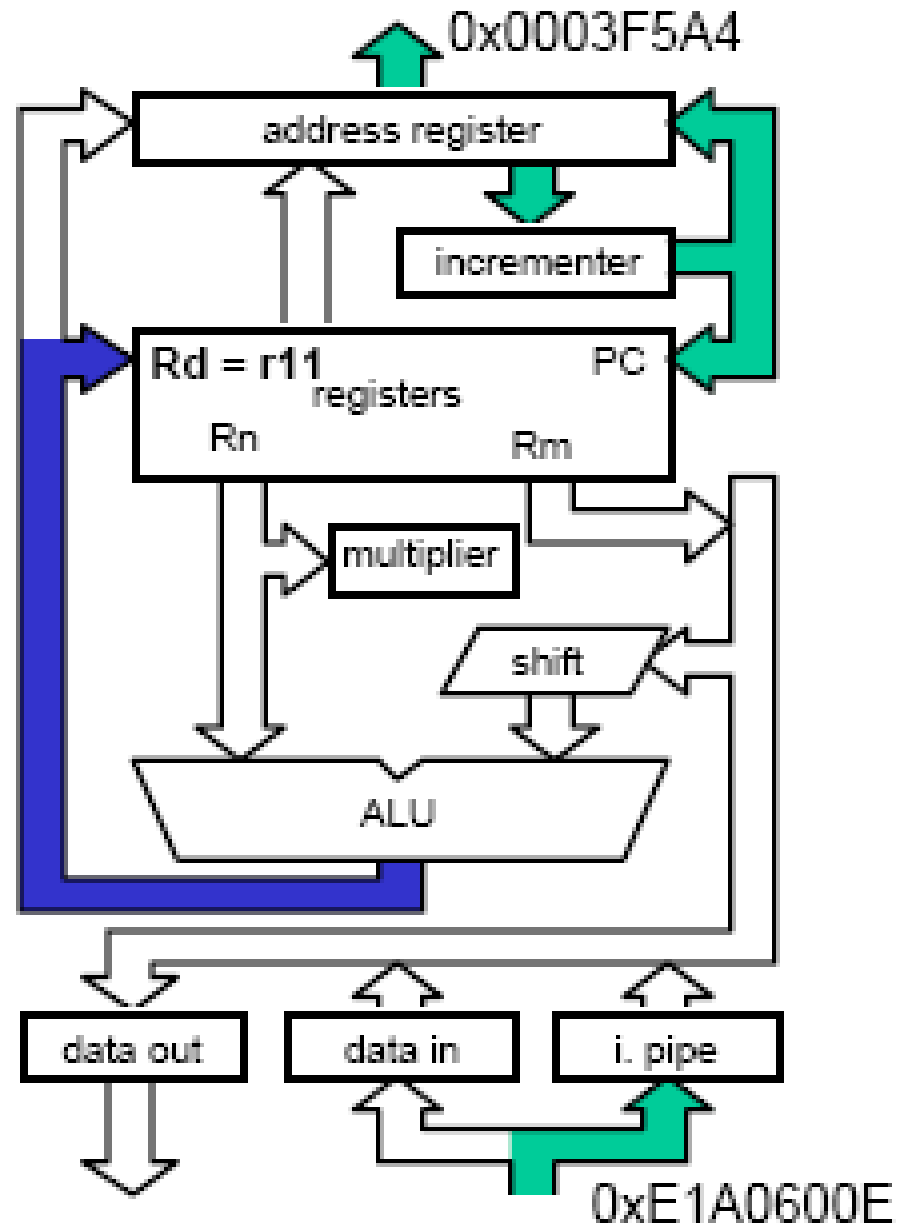 0x0003F5A4
address register
incrementer
Rd = r11
PC
registers
Rn
Rm
multiplier
shift
ALU
data out
data in
i. pipe
0xE1A0600E